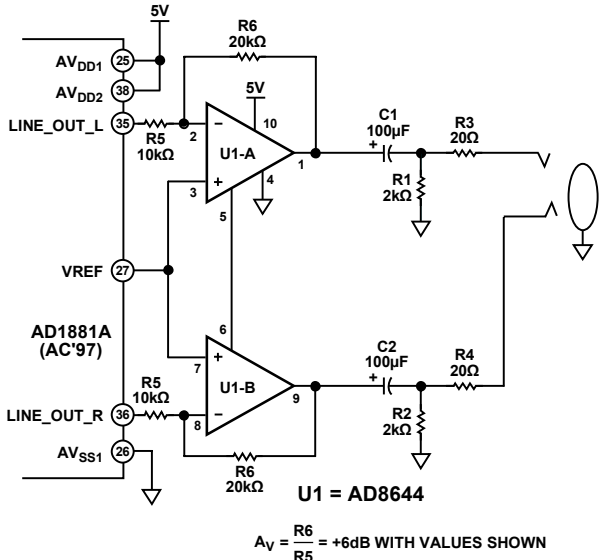 5V
R6
20kΩ
AVDD1
25
AVDD2
38
5V
C1
100µF
R3
20Ω
LINE_OUT_L
35
R5
10kΩ
2
−
10
U1-A
1
+
R1
2kΩ
+
3
4
5
VREF
27
AD1881A
(AC'97)
6
C2
100µF
R4
20Ω
7
+
R5
10kΩ
U1-B
9
+
LINE_OUT_R
36
8
−
R2
2kΩ
AVSS1
26
R6
20kΩ
U1 = AD8644
AV = R6/R5 = +6dB WITH VALUES SHOWN